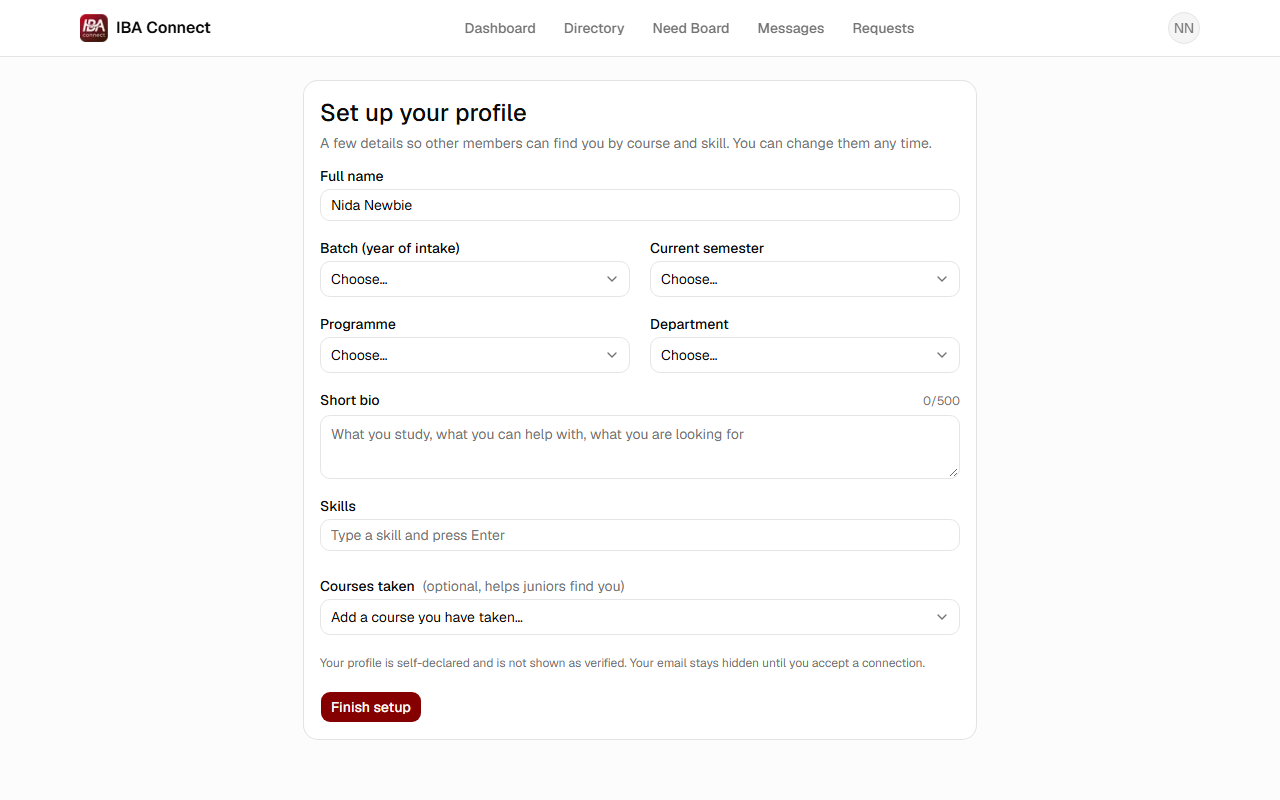 IBA connect
IBA Connect
Dashboard
Directory
Need Board
Messages
Requests
NN
Set up your profile
A few details so other members can find you by course and skill. You can change them any time.
Full name
Nida Newbie
Batch (year of intake)
Current semester
Choose...
Choose...
Programme
Department
Choose...
Choose...
Short bio
0/500
What you study, what you can help with, what you are looking for
Skills
Type a skill and press Enter
Courses taken (optional, helps juniors find you)
Add a course you have taken...
Your profile is self-declared and is not shown as verified. Your email stays hidden until you accept a connection.
Finish setup